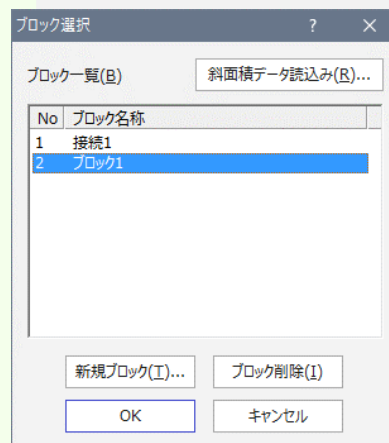 ブロック選択 ? ×
ブロック一覧(B) 斜面積データ読込み(R)...
No ブロック名称
1 接続1
2 ブロック1
新規ブロック(T)... ブロック削除(I)
OK キャンセル